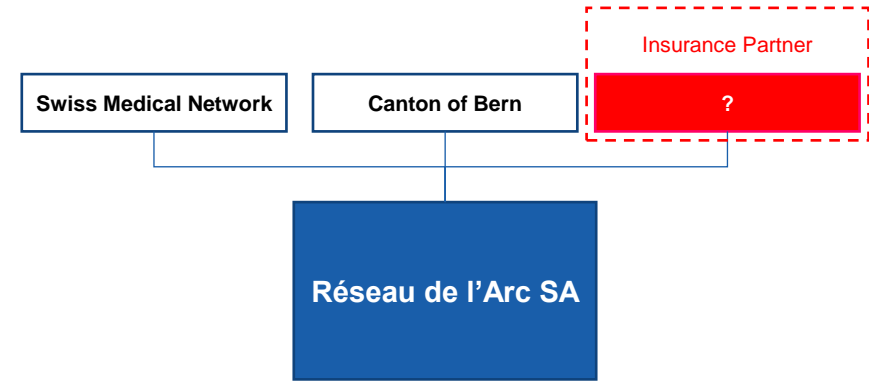 Insurance Partner
Swiss Medical Network
Canton of Bern
?
Réseau de l’Arc SA